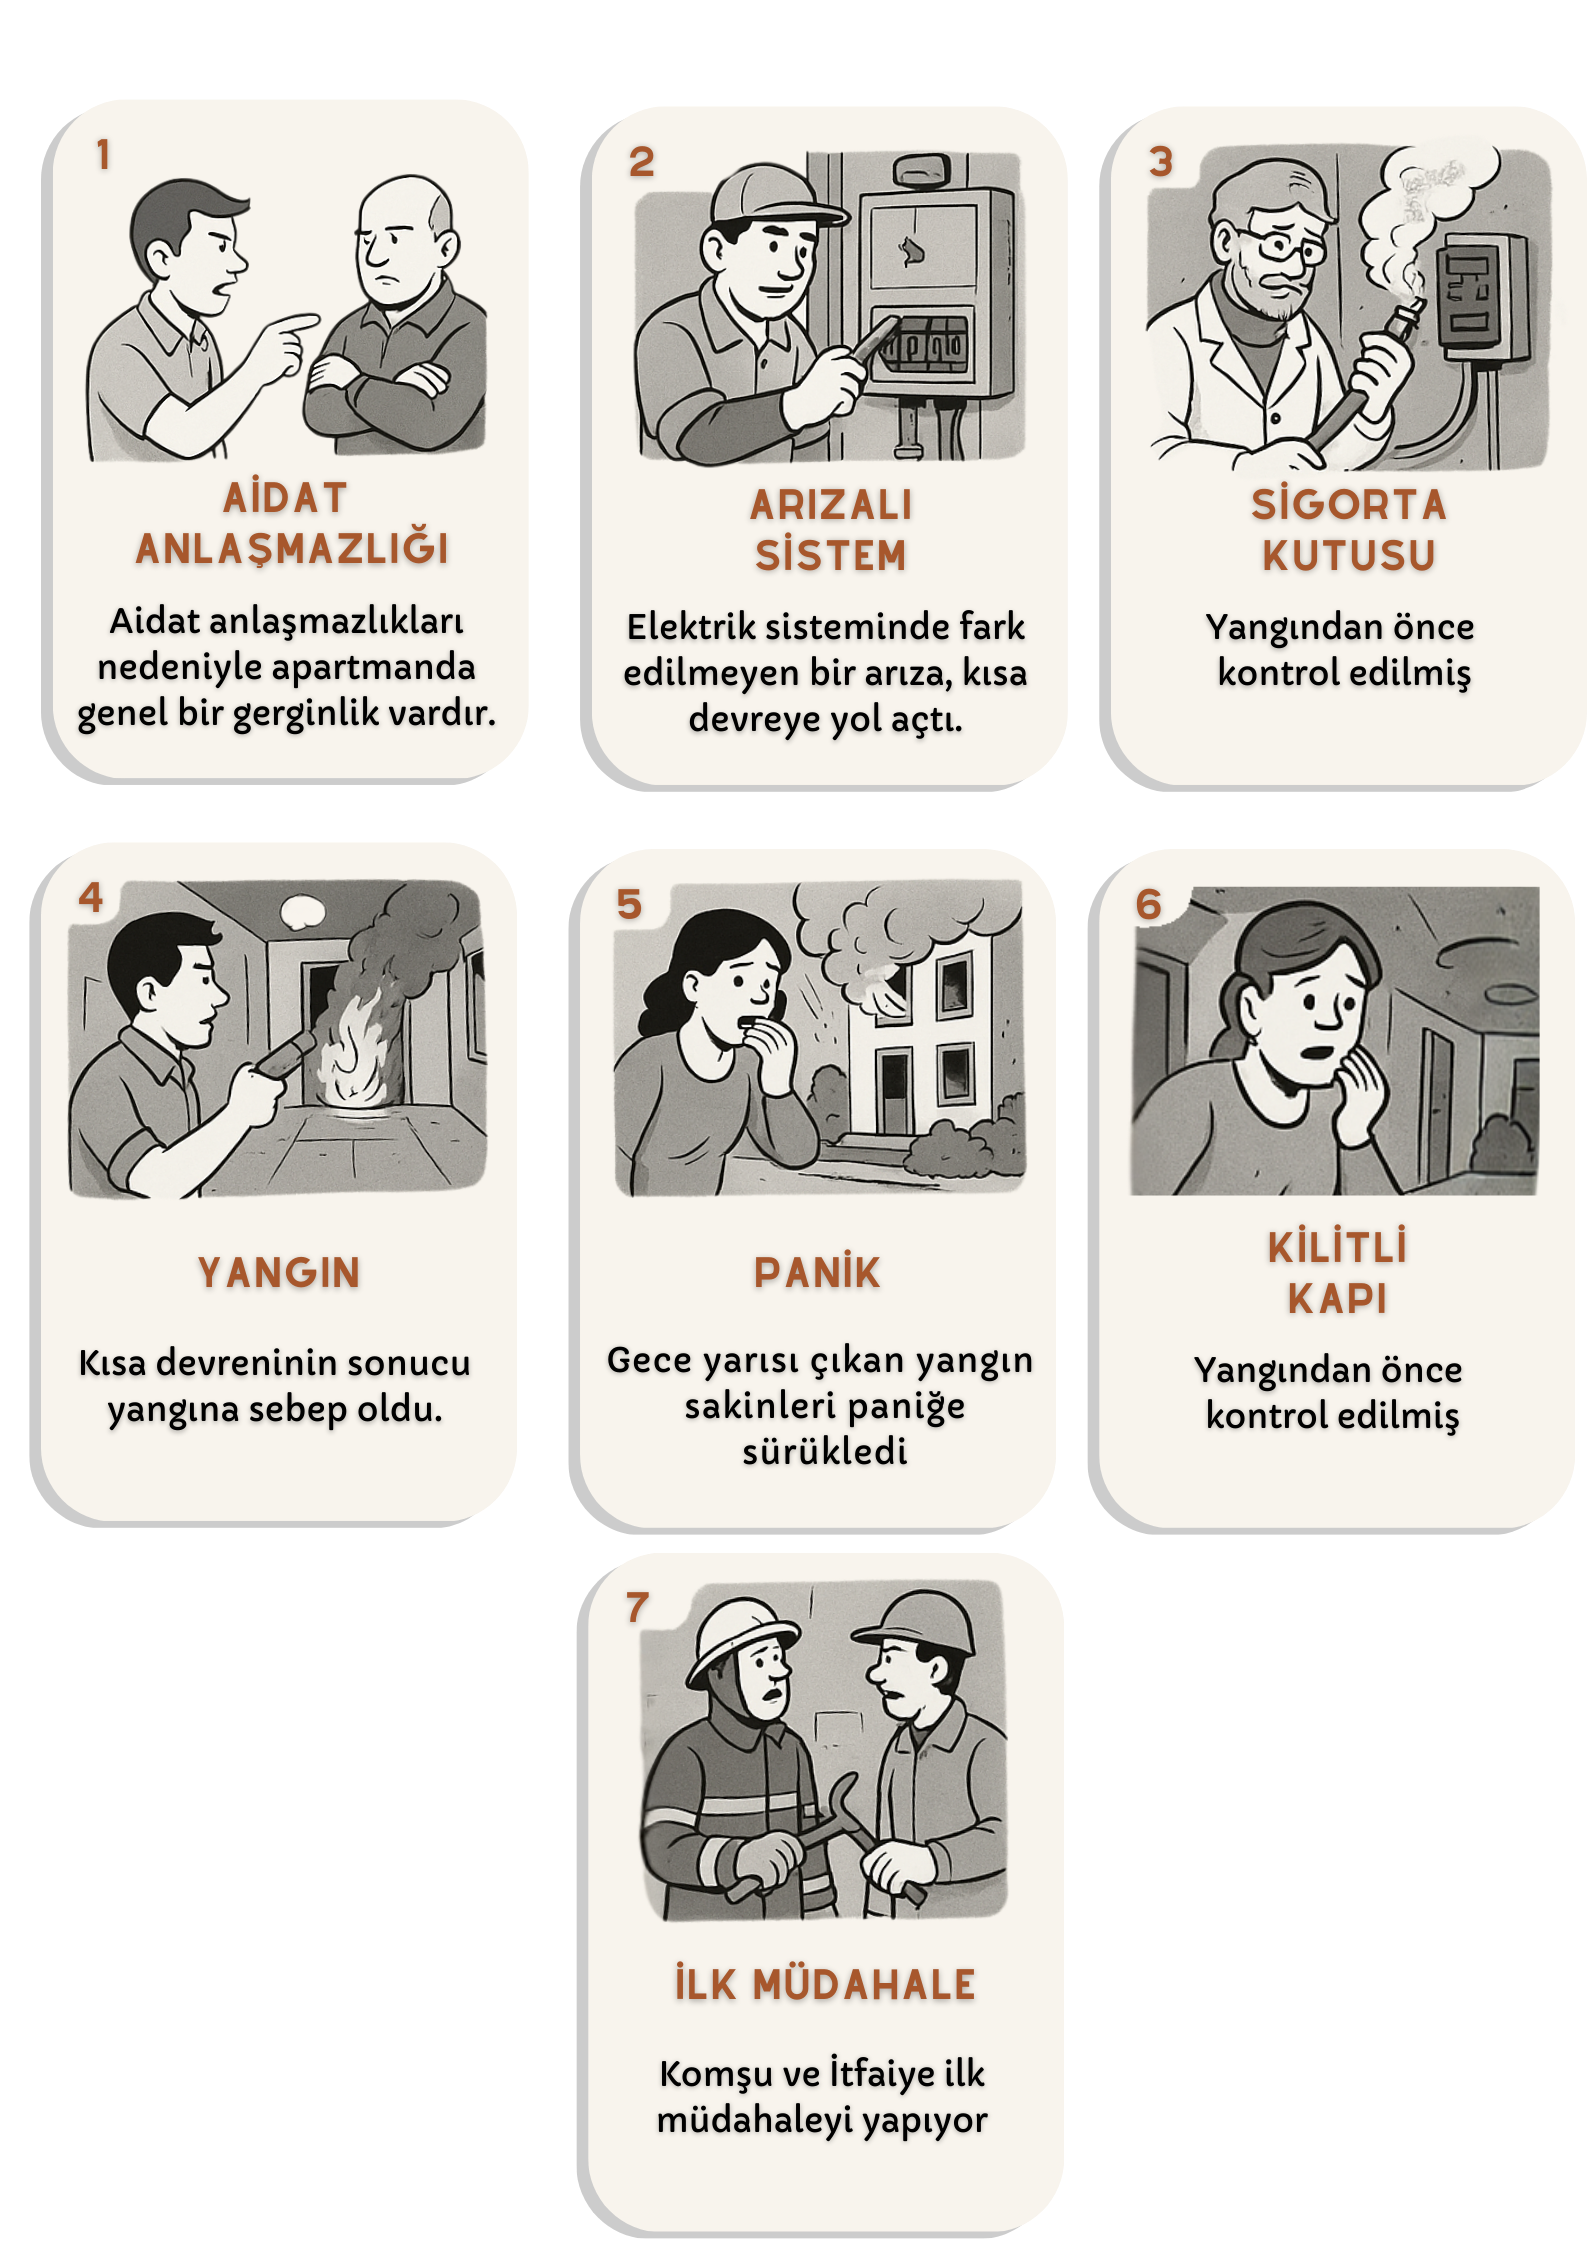 1
AİDAT
ANLAŞMAZLIĞI
Aidat anlaşmazlıkları
nedeniyle apartmanda
genel bir gerginlik vardır.
2
ARIZALI
SİSTEM
Elektrik sisteminde fark
edilmeyen bir arıza, kısa
devreye yol açtı.
3
SİGORTA
KUTUSU
Yangından önce
kontrol edilmiş
4
YANGIN
Kısa devreninin sonucu
yangına sebep oldu.
5
PANİK
Gece yarısı çıkan yangın
sakinleri paniğe
sürükledi
6
KİLİTLİ
KAPI
Yangından önce
kontrol edilmiş
7
İLK MÜDAHALE
Komşu ve İtfaiye ilk
müdahaleyi yapıyor